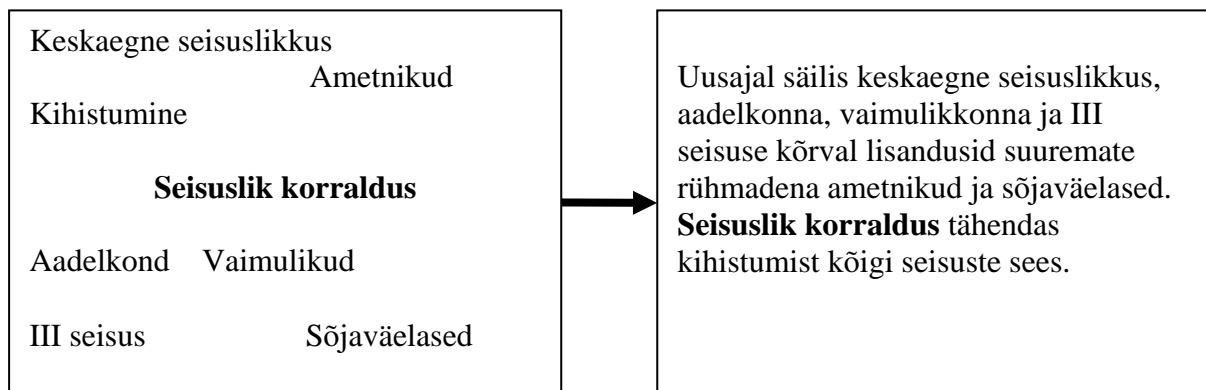 Keskaegne seisuslikkus
Ametnikud
Kihistumine
Seisuslik korraldus
Aadelkond Vaimulikud
III seisus Sõjaväelased
Uusajal säilis keskaegne seisuslikkus,
aadelkonna, vaimulikkonna ja III
seisuse kõrval lisandusid suuremate
rühmadena ametnikud ja sõjaväelased.
Seisuslik korraldus tähendas
kihistumist kõigi seisuste sees.